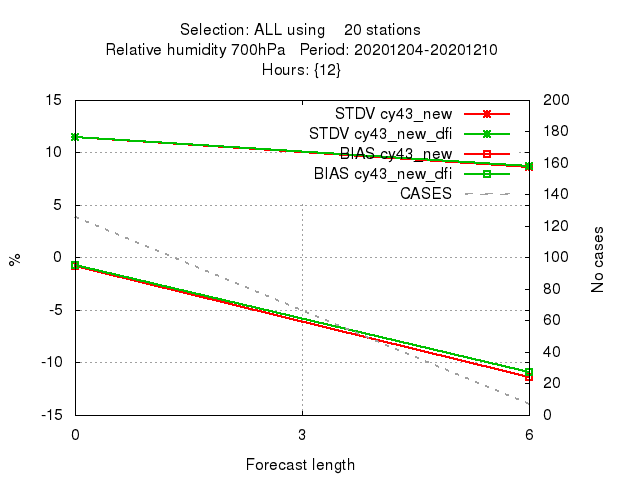 Selection: ALL using 20 stations
Relative humidity 700hPa Period: 20201204-20201210
Hours: {12}
15
10
5
0
-5
-10
-15
%
STDV cy43_new
STDV cy43_new_dfi
BIAS cy43_new
BIAS cy43_new_dfi
CASES
200
180
160
140
120
100
80
60
40
20
0
No cases
0
3
6
Forecast length